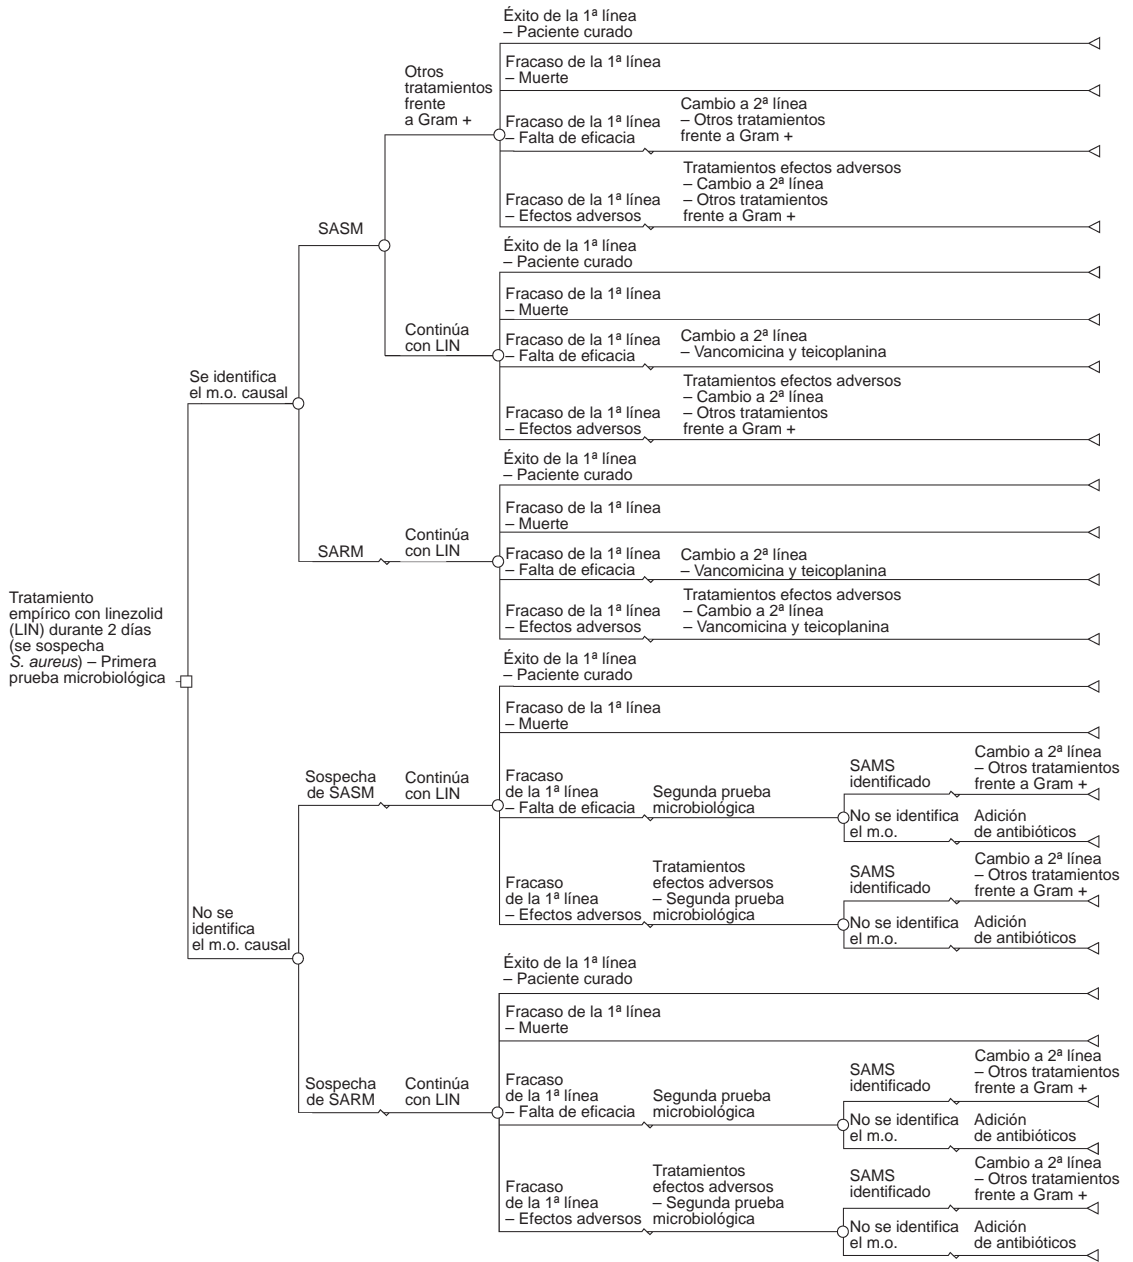 Tratamiento
empírico con linezolid
(LIN) durante 2 días
(se sospecha
S. aureus) – Primera
prueba microbiológica
Se identifica
el m.o. causal
SASM
Otros
tratamientos
frente
a Gram +
Éxito de la 1ª línea
– Paciente curado
Fracaso de la 1ª línea
– Muerte
Fracaso de la 1ª línea
– Falta de eficacia
Cambio a 2ª línea
– Otros tratamientos
frente a Gram +
Fracaso de la 1ª línea
– Efectos adversos
Tratamientos efectos adversos
– Cambio a 2ª línea
– Otros tratamientos
frente a Gram +
Continúa
con LIN
Éxito de la 1ª línea
– Paciente curado
Fracaso de la 1ª línea
– Muerte
Fracaso de la 1ª línea
– Falta de eficacia
Cambio a 2ª línea
– Vancomicina y teicoplanina
Fracaso de la 1ª línea
– Efectos adversos
Tratamientos efectos adversos
– Cambio a 2ª línea
– Otros tratamientos
frente a Gram +
SARM
Continúa
con LIN
Éxito de la 1ª línea
– Paciente curado
Fracaso de la 1ª línea
– Muerte
Fracaso de la 1ª línea
– Falta de eficacia
Cambio a 2ª línea
– Vancomicina y teicoplanina
Fracaso de la 1ª línea
– Efectos adversos
Tratamientos efectos adversos
– Cambio a 2ª línea
– Vancomicina y teicoplanina
No se
identifica
el m.o. causal
Sospecha
de SASM
Continúa
con LIN
Éxito de la 1ª línea
– Paciente curado
Fracaso de la 1ª línea
– Muerte
Fracaso
de la 1ª línea
– Falta de eficacia
Segunda prueba
microbiológica
SAMS
identificado
Cambio a 2ª línea
– Otros tratamientos
frente a Gram +
No se identifica
el m.o.
Adición
de antibióticos
Fracaso
de la 1ª línea
– Efectos adversos
Tratamientos
efectos adversos
– Segunda prueba
microbiológica
SAMS
identificado
Cambio a 2ª línea
– Otros tratamientos
frente a Gram +
No se identifica
el m.o.
Adición
de antibióticos
Sospecha
de SARM
Continúa
con LIN
Éxito de la 1ª línea
– Paciente curado
Fracaso de la 1ª línea
– Muerte
Fracaso
de la 1ª línea
– Falta de eficacia
Segunda prueba
microbiológica
SAMS
identificado
Cambio a 2ª línea
– Otros tratamientos
frente a Gram +
No se identifica
el m.o.
Adición
de antibióticos
Fracaso
de la 1ª línea
– Efectos adversos
Tratamientos
efectos adversos
– Segunda prueba
microbiológica
SAMS
identificado
Cambio a 2ª línea
– Otros tratamientos
frente a Gram +
No se identifica
el m.o.
Adición
de antibióticos